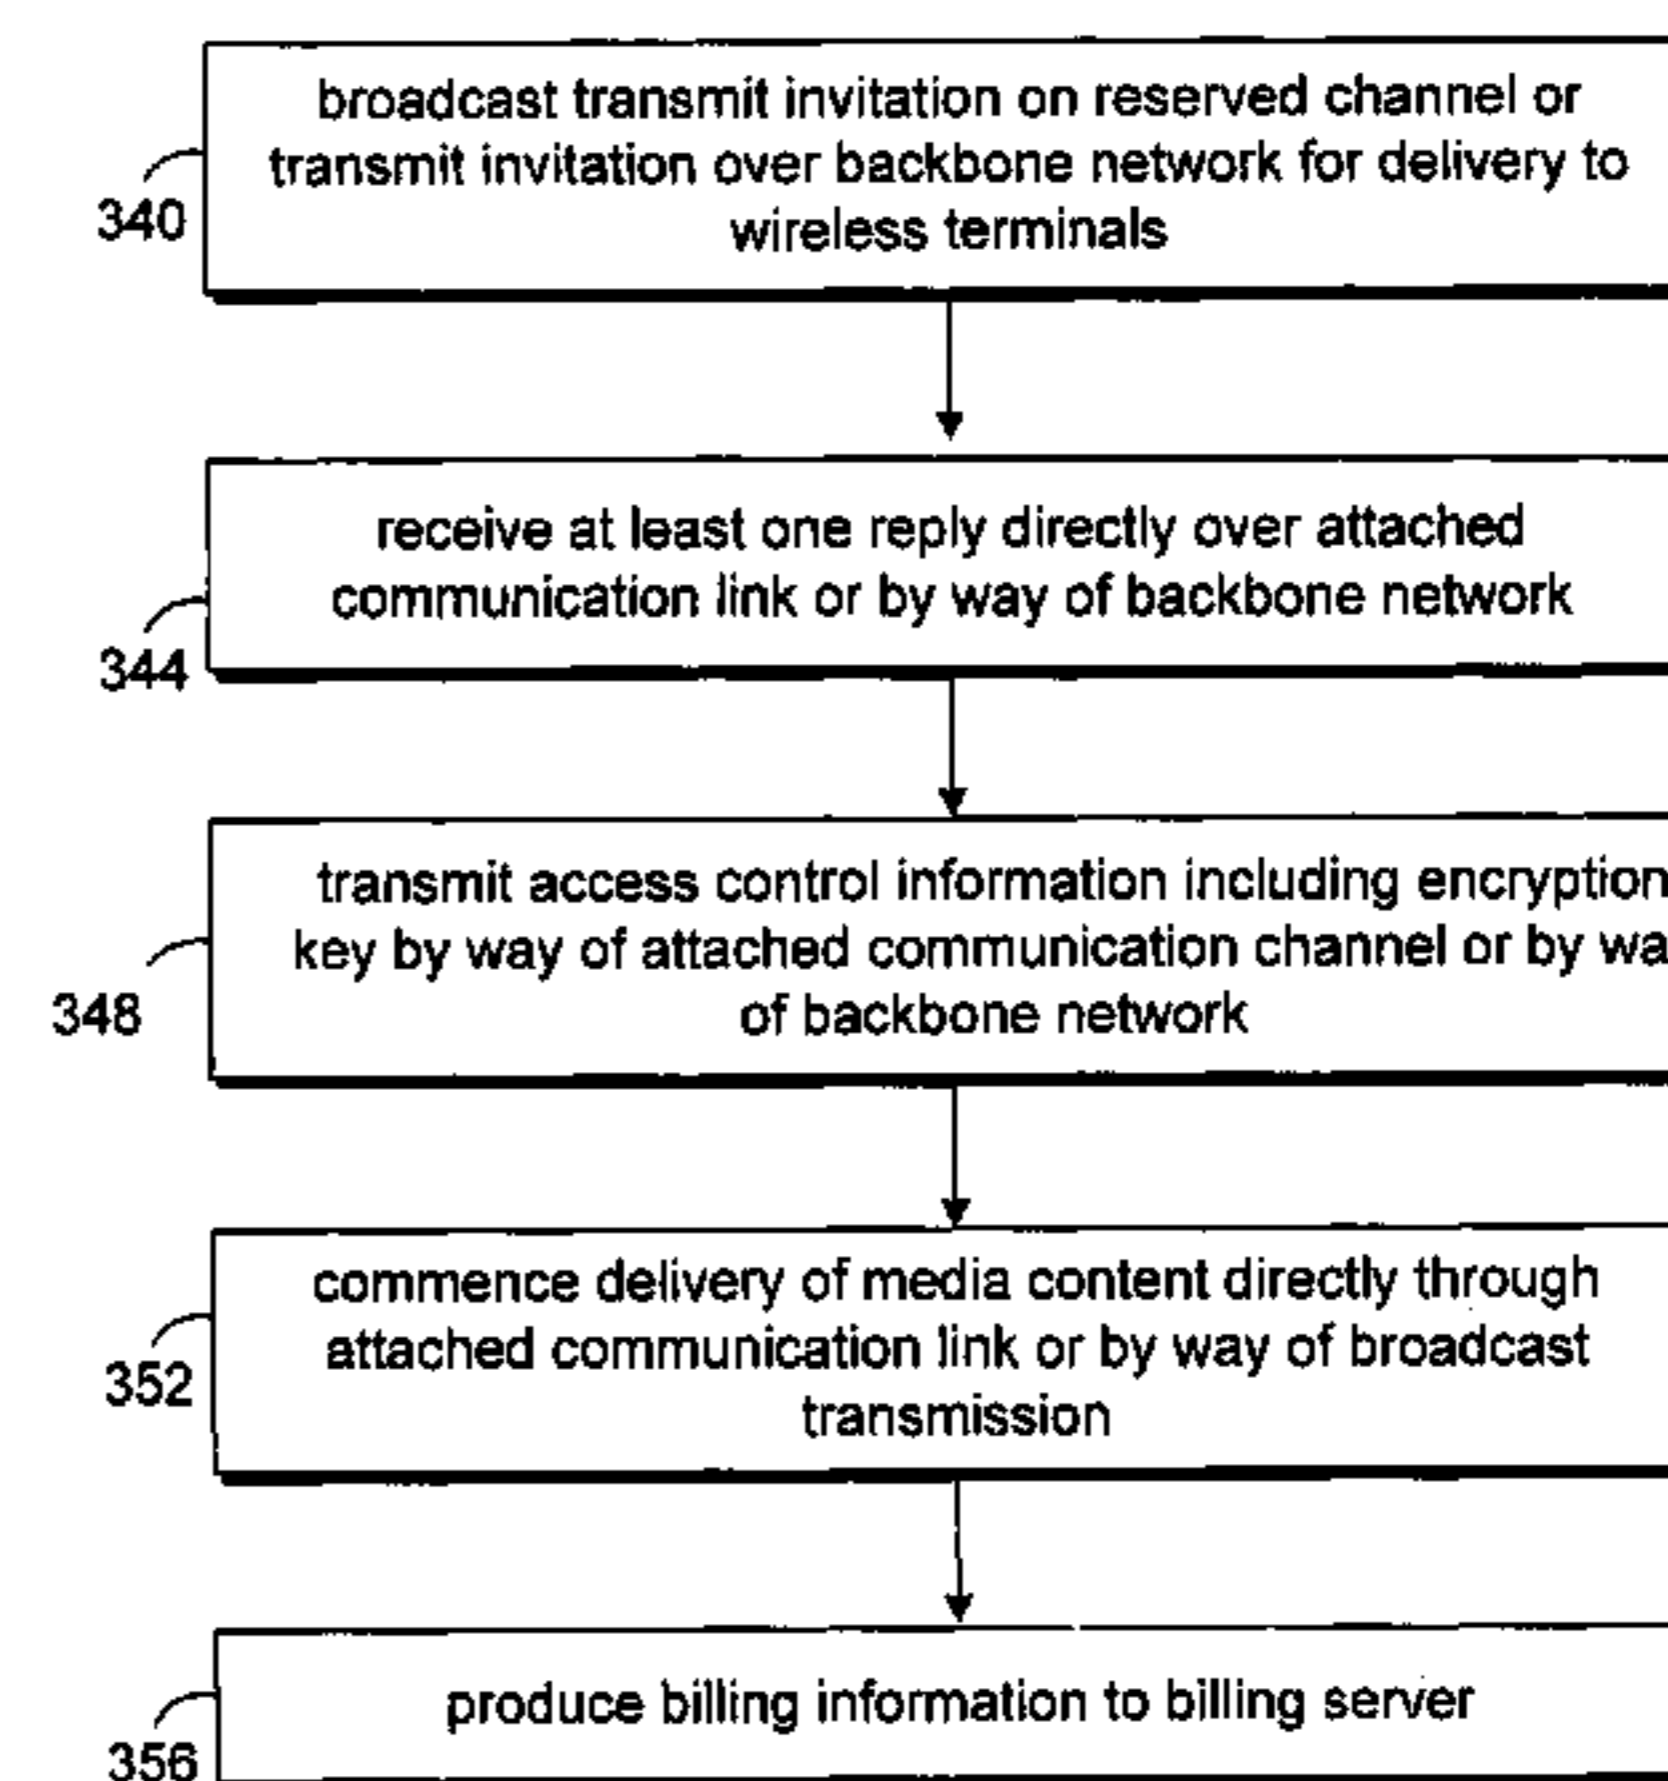 broadcast transmit invitation on reserved channel or
transmit invitation over backbone network for delivery to
wireless terminals
340
receive at least one reply directly over attached
communication link or by way of backbone network
344
transmit access control information including encryption
key by way of attached communication channel or by wa
of backbone network
348
commence delivery of media content directly through
attached communication link or by way of broadcast
transmission
352
produce billing information to billing server
356